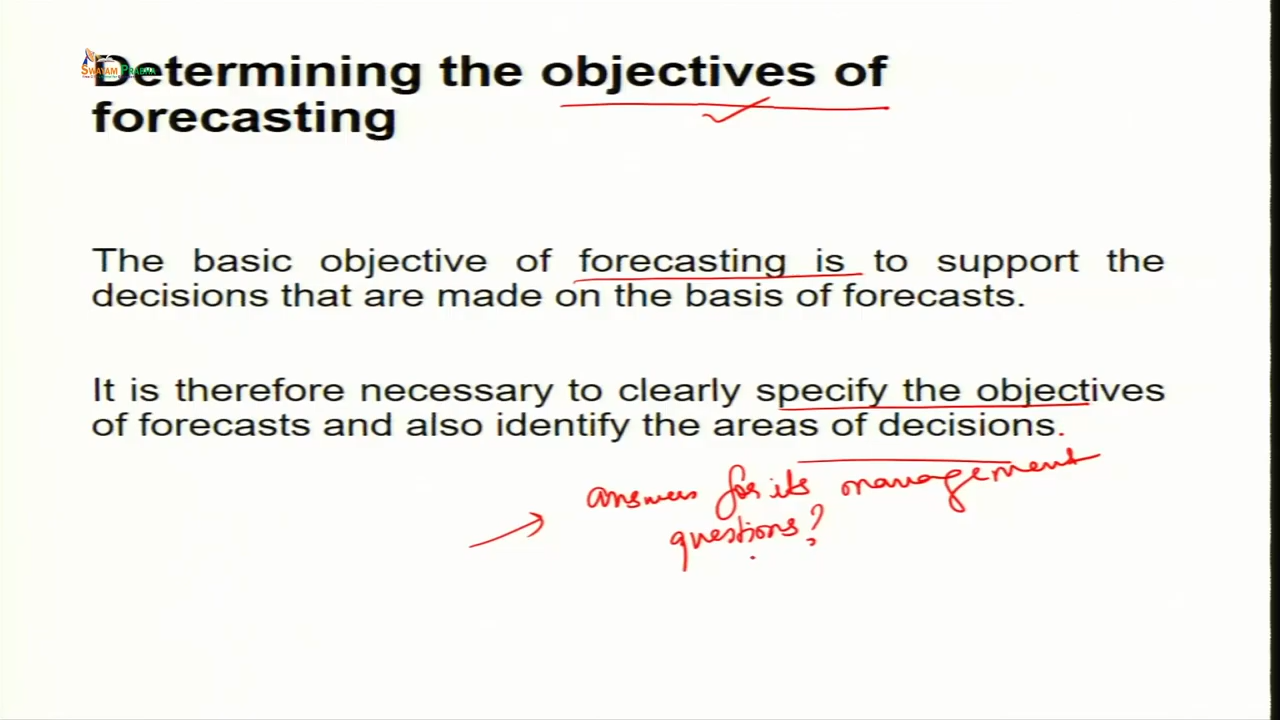 SWAYAM PRABHA
Determining the objectives of
forecasting
The basic objective of forecasting is to support the
decisions that are made on the basis of forecasts.
It is therefore necessary to clearly specify the objectives
of forecasts and also identify the areas of decisions.
answers for its management
questions?